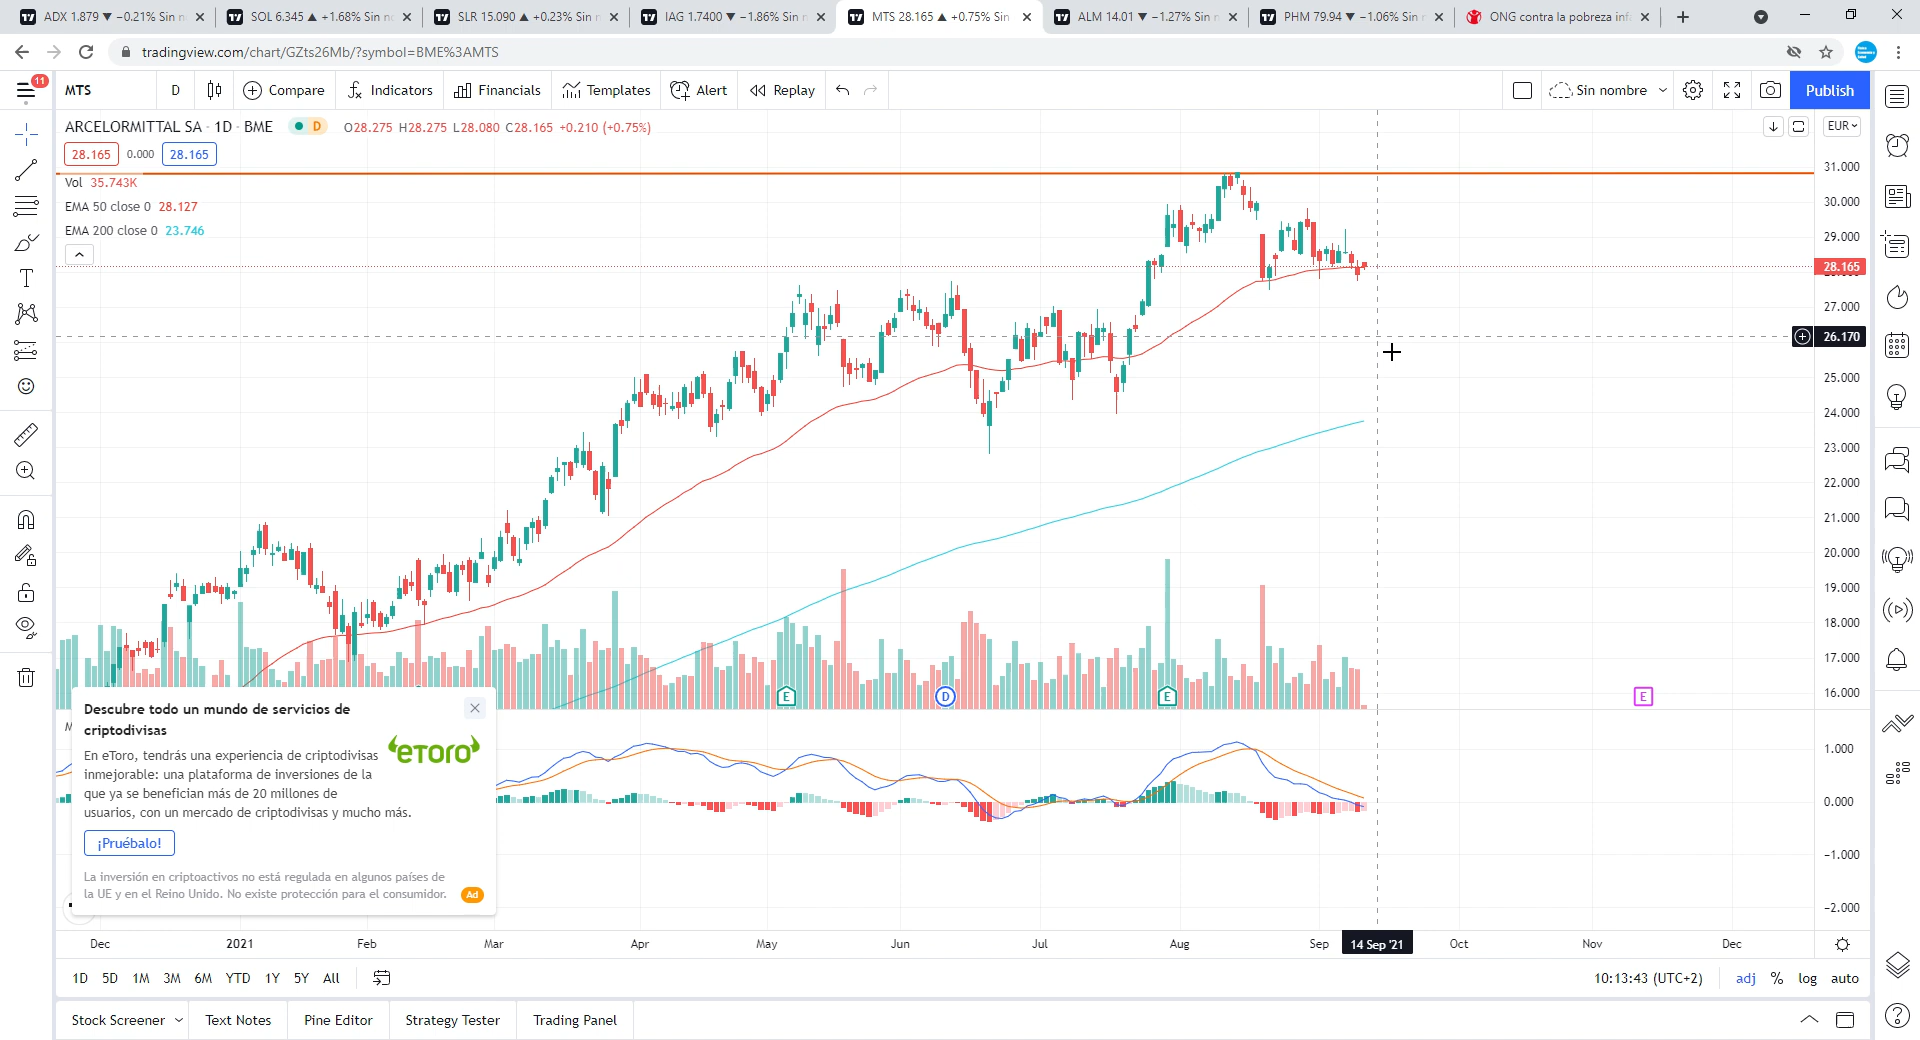 ADX 1.879 ▼ −0.21% Sin n
SOL 6.345 ▲ +1.68% Sin no
SLR 15.090 ▲ +0.23% Sin n
IAG 1.7400 ▼ −1.86% Sin n
MTS 28.165 ▲ +0.75% Sin
ALM 14.01 ▼ −1.27% Sin n
PHM 79.94 ▼ −1.06% Sin r
ONG contra la pobreza inf
tradingview.com/chart/GZts26Mb/?symbol=BME%3AMTS
11
MTS
D
Compare
Indicators
Financials
Templates
Alert
Replay
Sin nombre
Publish
ARCELORMITTAL SA · 1D · BME
D
O28.275 H28.275 L28.080 C28.165 +0.210 (+0.75%)
EUR
28.165
0.000
28.165
Vol 35.743K
EMA 50 close 0 28.127
EMA 200 close 0 23.746
31.000
30.000
29.000
28.165
27.000
26.170
25.000
24.000
23.000
22.000
21.000
20.000
19.000
18.000
17.000
16.000
E
D
E
E
1.000
0.000
−1.000
−2.000
M
Descubre todo un mundo de servicios de
criptodivisas
eToro
En eToro, tendrás una experiencia de criptodivisas
inmejorable: una plataforma de inversiones de la
que ya se benefician más de 20 millones de
usuarios, con un mercado de criptodivisas y mucho más.
¡Pruébalo!
La inversión en criptoactivos no está regulada en algunos países de
la UE y en el Reino Unido. No existe protección para el consumidor.
Ad
Dec
2021
Feb
Mar
Apr
May
Jun
Jul
Aug
Sep
14 Sep '21
Oct
Nov
Dec
1D
5D
1M
3M
6M
YTD
1Y
5Y
All
10:13:43 (UTC+2)
adj
%
log
auto
Stock Screener
Text Notes
Pine Editor
Strategy Tester
Trading Panel